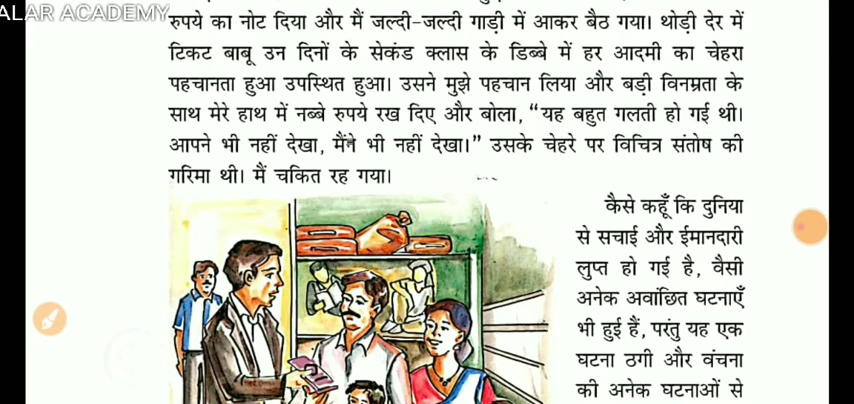 ALAR ACADEMY
रुपये का नोट दिया और मैं जल्दी-जल्दी गाड़ी में आकर बैठ गया। थोड़ी देर में
टिकट बाबू उन दिनों के सेकंड क्लास के डिब्बे में हर आदमी का चेहरा
पहचानता हुआ उपस्थित हुआ। उसने मुझे पहचान लिया और बड़ी विनम्रता के
साथ मेरे हाथ में नब्बे रुपये रख दिए और बोला, “यह बहुत गलती हो गई थी।
आपने भी नहीं देखा, मैंने भी नहीं देखा।” उसके चेहरे पर विचित्र संतोष की
गरिमा थी। मैं चकित रह गया।
कैसे कहूँ कि दुनिया
से सचाई और ईमानदारी
लुप्त हो गई है, वैसी
अनेक अवांछित घटनाएँ
भी हुई हैं, परंतु यह एक
घटना ठगी और वंचना
की अनेक घटनाओं से